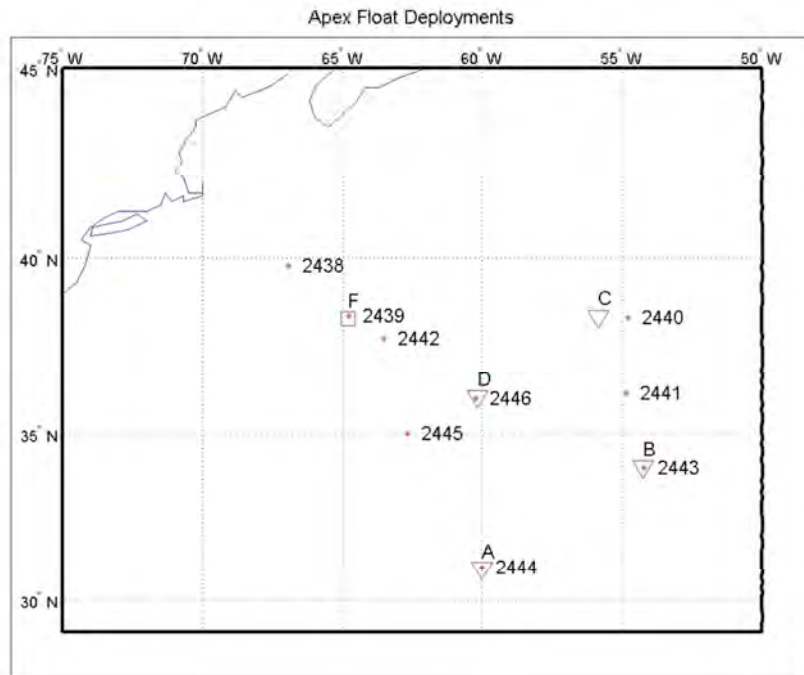 Apex Float Deployments
-75° W
-70° W
-65° W
-60° W
-55° W
-50° W
45° N
40° N
35° N
30° N
2438
F
2439
2442
C
2440
D
2446
2441
2445
B
2443
A
2444